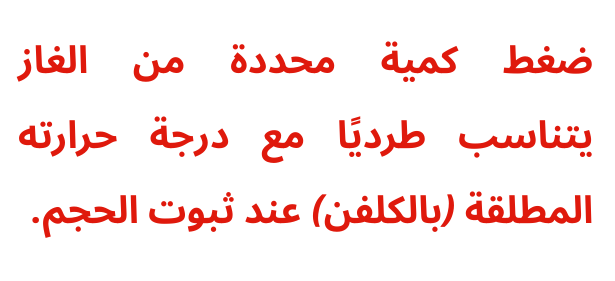 ضغط كمية محددة من الغاز
يتناسب طرديًا مع درجة حرارته
المطلقة (بالكلفن) عند ثبوت الحجم.